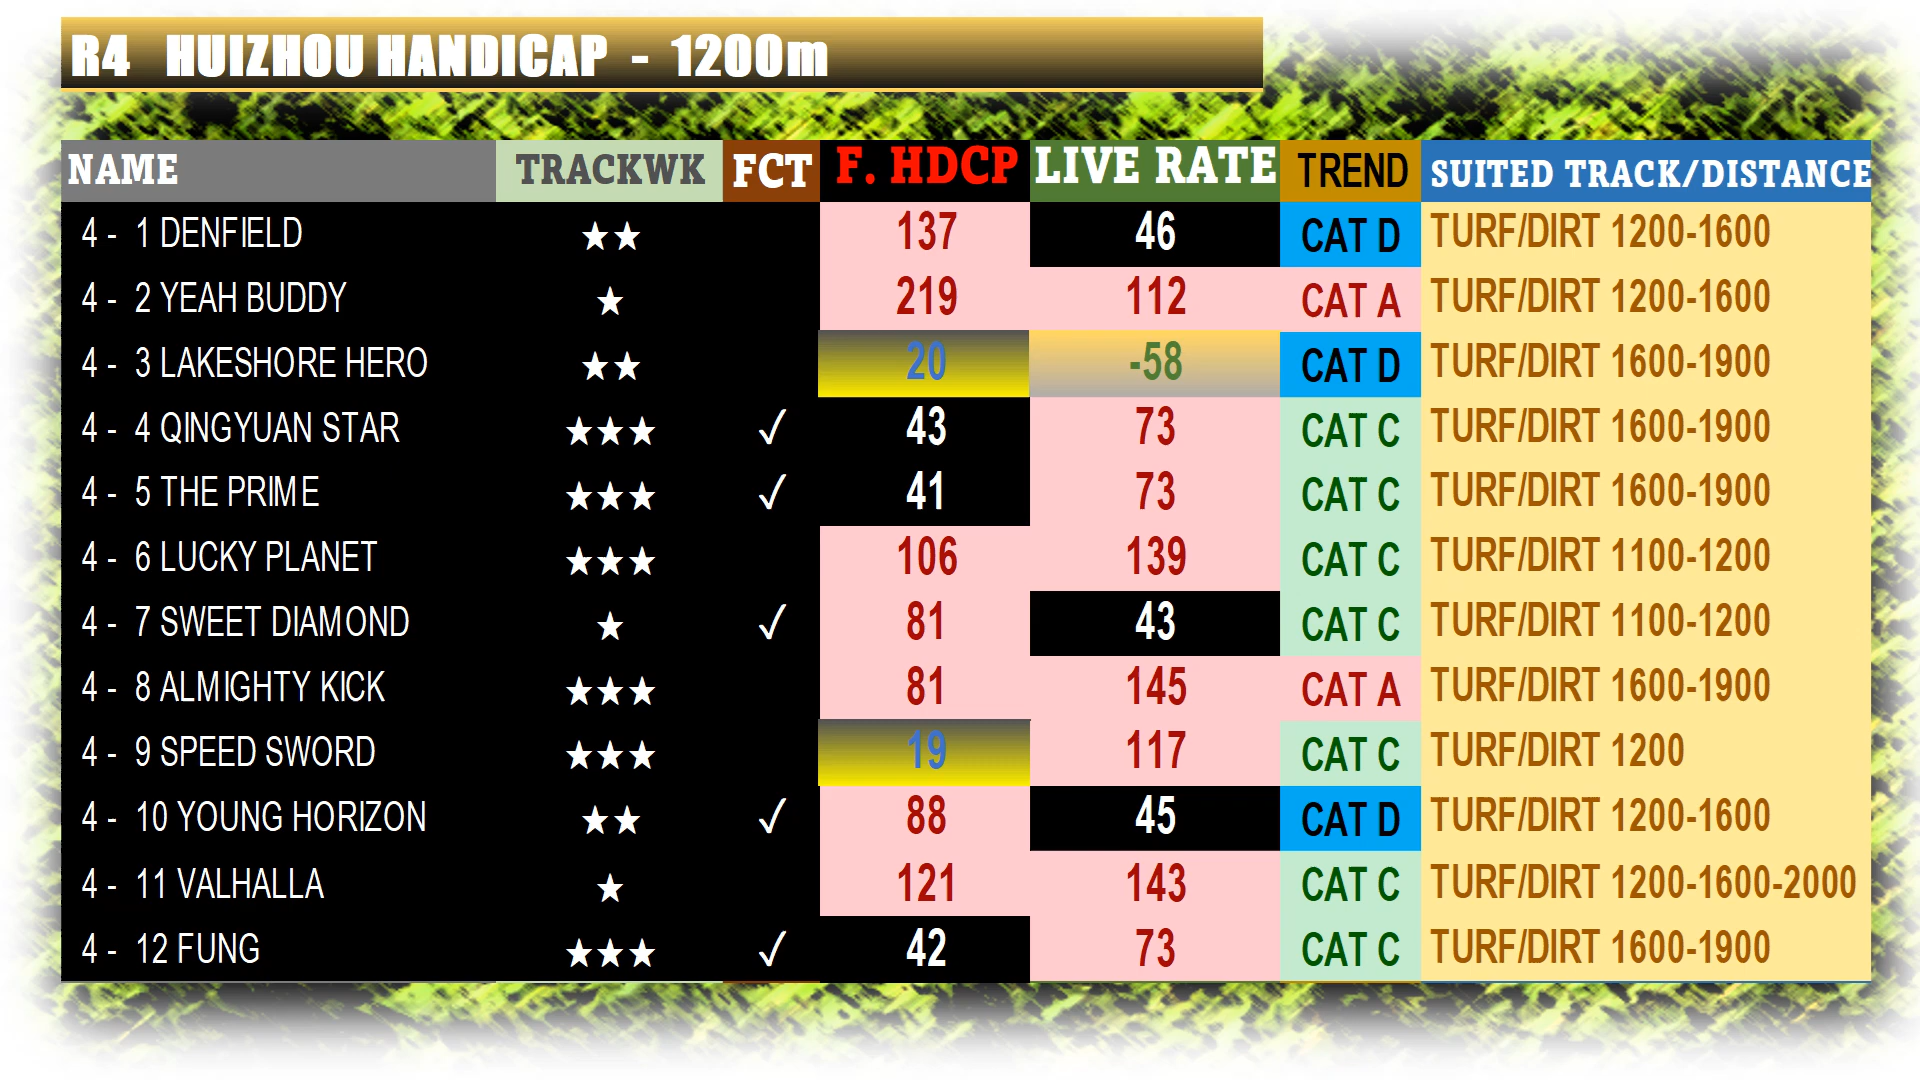 R4 HUIZHOU HANDICAP - 1200m
NAME TRACKWK FCT F. HDCP LIVE RATE TREND SUITED TRACK/DISTANCE
4 - 1 DENFIELD ★★ 137 46 CAT D TURF/DIRT 1200-1600
4 - 2 YEAH BUDDY ★ 219 112 CAT A TURF/DIRT 1200-1600
4 - 3 LAKESHORE HERO ★★ 20 -58 CAT D TURF/DIRT 1600-1900
4 - 4 QINGYUAN STAR ★★★ ✓ 43 73 CAT C TURF/DIRT 1600-1900
4 - 5 THE PRIME ★★★ ✓ 41 73 CAT C TURF/DIRT 1600-1900
4 - 6 LUCKY PLANET ★★★ 106 139 CAT C TURF/DIRT 1100-1200
4 - 7 SWEET DIAMOND ★ ✓ 81 43 CAT C TURF/DIRT 1100-1200
4 - 8 ALMIGHTY KICK ★★★ 81 145 CAT A TURF/DIRT 1600-1900
4 - 9 SPEED SWORD ★★★ 19 117 CAT C TURF/DIRT 1200
4 - 10 YOUNG HORIZON ★★ ✓ 88 45 CAT D TURF/DIRT 1200-1600
4 - 11 VALHALLA ★ 121 143 CAT C TURF/DIRT 1200-1600-2000
4 - 12 FUNG ★★★ ✓ 42 73 CAT C TURF/DIRT 1600-1900